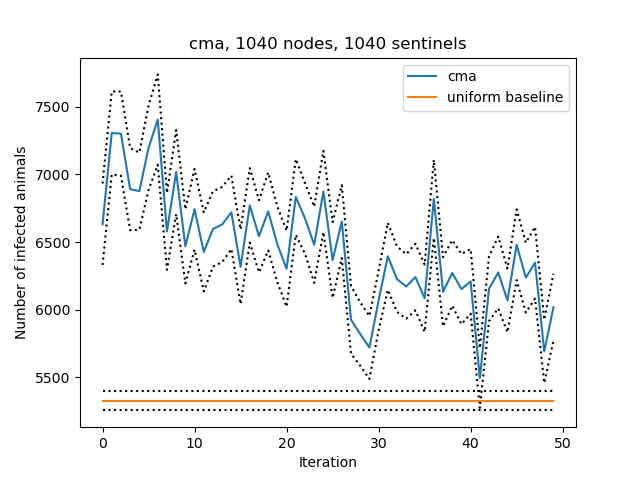 cma, 1040 nodes, 1040 sentinels
cma
uniform baseline
Number of infected animals
7500
7000
6500
6000
5500
0 10 20 30 40 50
Iteration